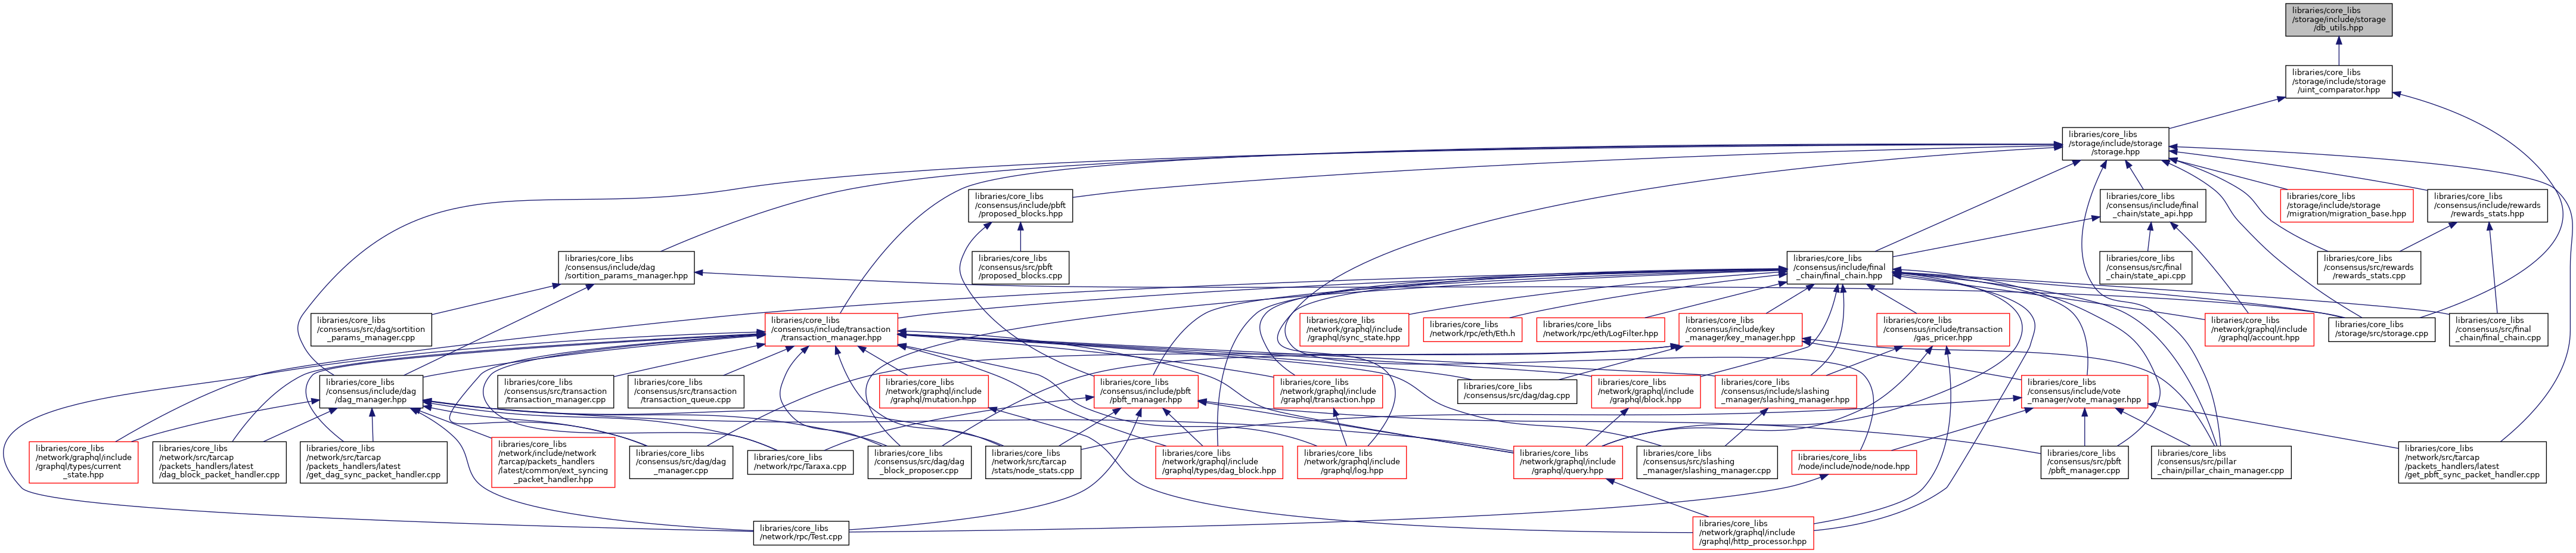 libraries/core_libs
/storage/include/storage
/db_utils.hpp
libraries/core_libs
/storage/include/storage
/uint_comparator.hpp
libraries/core_libs
/storage/include/storage
/storage.hpp
libraries/core_libs
/consensus/include/pbft
/proposed_blocks.hpp
libraries/core_libs
/consensus/include/final
_chain/state_api.hpp
libraries/core_libs
/storage/include/storage
/migration/migration_base.hpp
libraries/core_libs
/consensus/include/rewards
/rewards_stats.hpp
libraries/core_libs
/consensus/include/dag
/sortition_params_manager.hpp
libraries/core_libs
/consensus/src/pbft
/proposed_blocks.cpp
libraries/core_libs
/consensus/include/final
_chain/final_chain.hpp
libraries/core_libs
/consensus/src/final
_chain/state_api.cpp
libraries/core_libs
/consensus/src/rewards
/rewards_stats.cpp
libraries/core_libs
/consensus/src/dag/sortition
_params_manager.cpp
libraries/core_libs
/consensus/include/transaction
/transaction_manager.hpp
libraries/core_libs
/network/graphql/include
/graphql/sync_state.hpp
libraries/core_libs
/network/rpc/eth/Eth.h
libraries/core_libs
/network/rpc/eth/LogFilter.hpp
libraries/core_libs
/consensus/include/key
_manager/key_manager.hpp
libraries/core_libs
/consensus/include/transaction
/gas_pricer.hpp
libraries/core_libs
/network/graphql/include
/graphql/account.hpp
libraries/core_libs
/storage/src/storage.cpp
libraries/core_libs
/consensus/src/final
_chain/final_chain.cpp
libraries/core_libs
/consensus/include/dag
/dag_manager.hpp
libraries/core_libs
/consensus/src/transaction
/transaction_manager.cpp
libraries/core_libs
/consensus/src/transaction
/transaction_queue.cpp
libraries/core_libs
/network/graphql/include
/graphql/mutation.hpp
libraries/core_libs
/consensus/include/pbft
/pbft_manager.hpp
libraries/core_libs
/network/graphql/include
/graphql/transaction.hpp
libraries/core_libs
/consensus/src/dag/dag.cpp
libraries/core_libs
/network/graphql/include
/graphql/block.hpp
libraries/core_libs
/consensus/include/slashing
_manager/slashing_manager.hpp
libraries/core_libs
/consensus/include/vote
_manager/vote_manager.hpp
libraries/core_libs
/network/graphql/include
/graphql/types/current
_state.hpp
libraries/core_libs
/network/src/tarcap
/packets_handlers/latest
/dag_block_packet_handler.cpp
libraries/core_libs
/network/src/tarcap
/packets_handlers/latest
/get_dag_sync_packet_handler.cpp
libraries/core_libs
/network/include/network
/tarcap/packets_handlers
/latest/common/ext_syncing
_packet_handler.hpp
libraries/core_libs
/consensus/src/dag/dag
_manager.cpp
libraries/core_libs
/network/rpc/Taraxa.cpp
libraries/core_libs
/consensus/src/dag/dag
_block_proposer.cpp
libraries/core_libs
/network/src/tarcap
/stats/node_stats.cpp
libraries/core_libs
/network/graphql/include
/graphql/types/dag_block.hpp
libraries/core_libs
/network/graphql/include
/graphql/log.hpp
libraries/core_libs
/network/graphql/include
/graphql/query.hpp
libraries/core_libs
/consensus/src/slashing
_manager/slashing_manager.cpp
libraries/core_libs
/node/include/node/node.hpp
libraries/core_libs
/consensus/src/pbft
/pbft_manager.cpp
libraries/core_libs
/consensus/src/pillar
_chain/pillar_chain_manager.cpp
libraries/core_libs
/network/src/tarcap
/packets_handlers/latest
/get_pbft_sync_packet_handler.cpp
libraries/core_libs
/network/rpc/Test.cpp
libraries/core_libs
/network/graphql/include
/graphql/http_processor.hpp